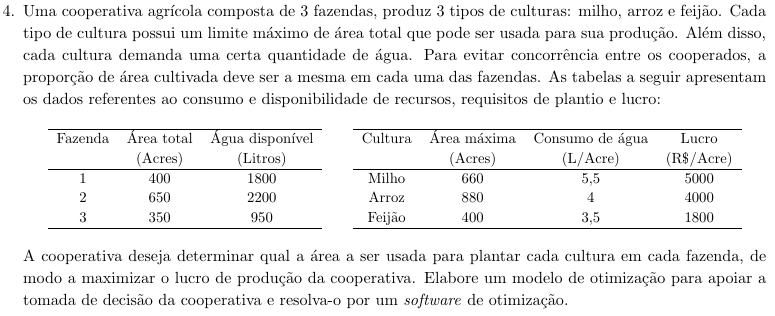 4. Uma cooperativa agrícola composta de 3 fazendas, produz 3 tipos de culturas: milho, arroz e feijão. Cada
tipo de cultura possui um limite máximo de área total que pode ser usada para sua produção. Além disso,
cada cultura demanda uma certa quantidade de água. Para evitar concorrência entre os cooperados, a
proporção de área cultivada deve ser a mesma em cada uma das fazendas. As tabelas a seguir apresentam
os dados referentes ao consumo e disponibilidade de recursos, requisitos de plantio e lucro:
Fazenda Área total Água disponível
(Acres) (Litros)
1 400 1800
2 650 2200
3 350 950
Cultura Área máxima Consumo de água Lucro
(Acres) (L/Acre) (R$/Acre)
Milho 660 5,5 5000
Arroz 880 4 4000
Feijão 400 3,5 1800
A cooperativa deseja determinar qual a área a ser usada para plantar cada cultura em cada fazenda, de
modo a maximizar o lucro de produção da cooperativa. Elabore um modelo de otimização para apoiar a
tomada de decisão da cooperativa e resolva-o por um software de otimização.